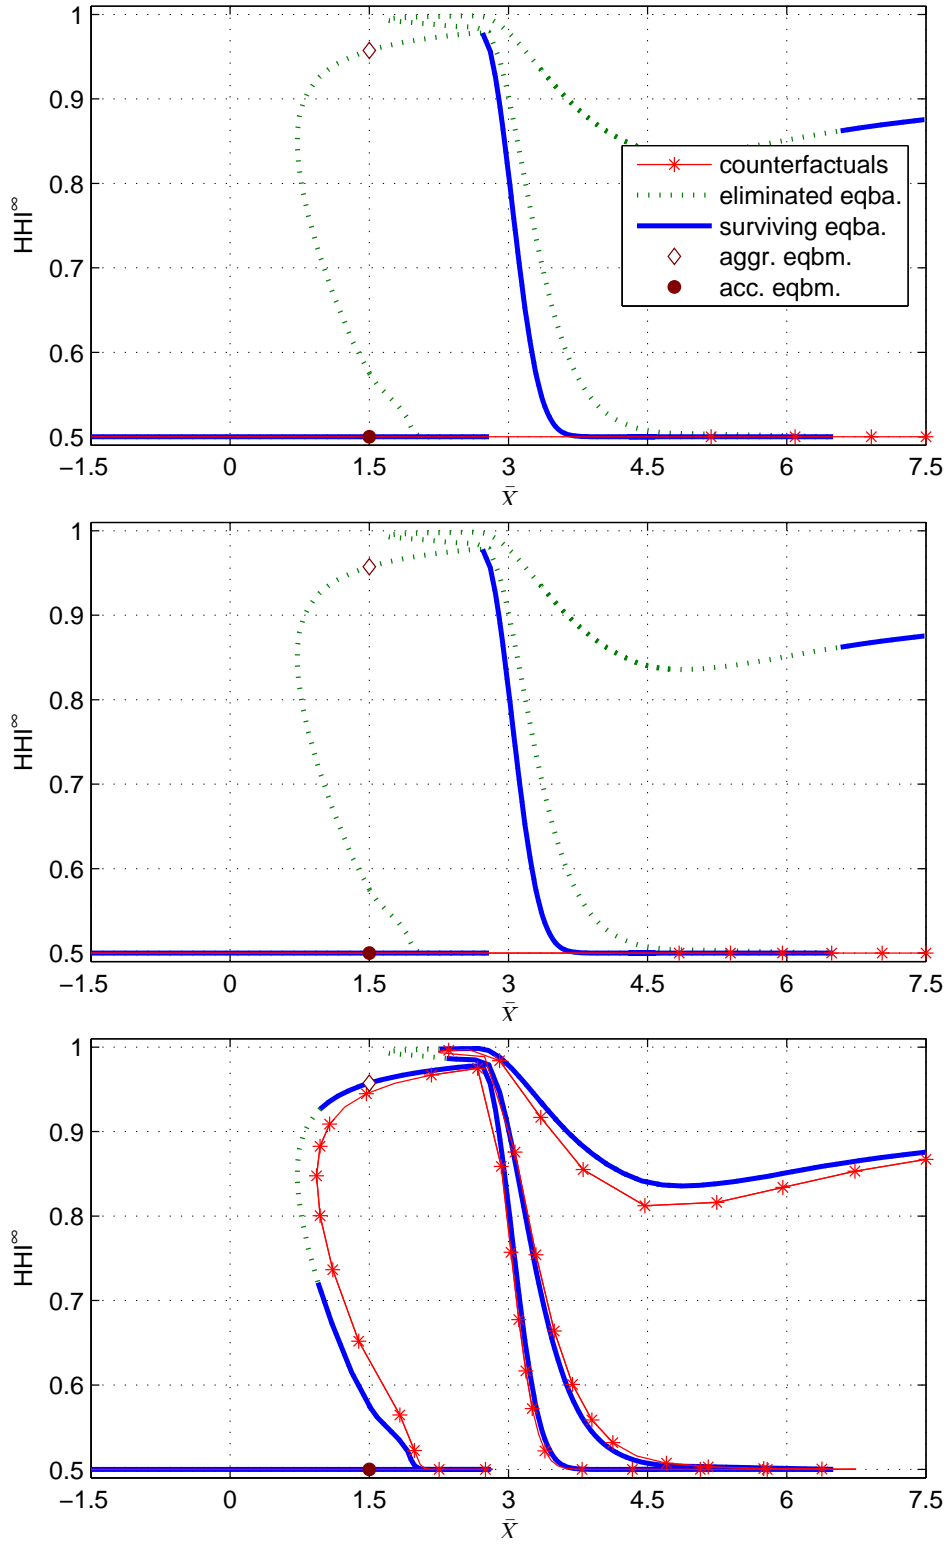 1
0.9
0.8
0.7
0.6
0.5
HHI∞
−1.5 0 1.5 3 4.5 6 7.5
X̄
counterfactuals
eliminated eqba.
surviving eqba.
aggr. eqbm.
acc. eqbm.
1
0.9
0.8
0.7
0.6
0.5
HHI∞
−1.5 0 1.5 3 4.5 6 7.5
X̄
1
0.9
0.8
0.7
0.6
0.5
HHI∞
−1.5 0 1.5 3 4.5 6 7.5
X̄